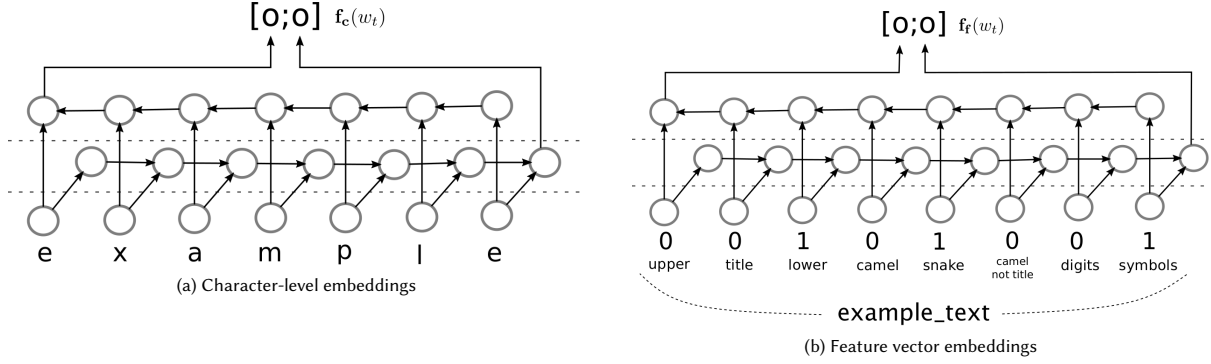 [o;o] f_c(w_t)
e x a m p l e
(a) Character-level embeddings
[o;o] f_f(w_t)
0 0 1 0 1 0 0 1
upper title lower camel snake camel not title digits symbols
example_text
(b) Feature vector embeddings